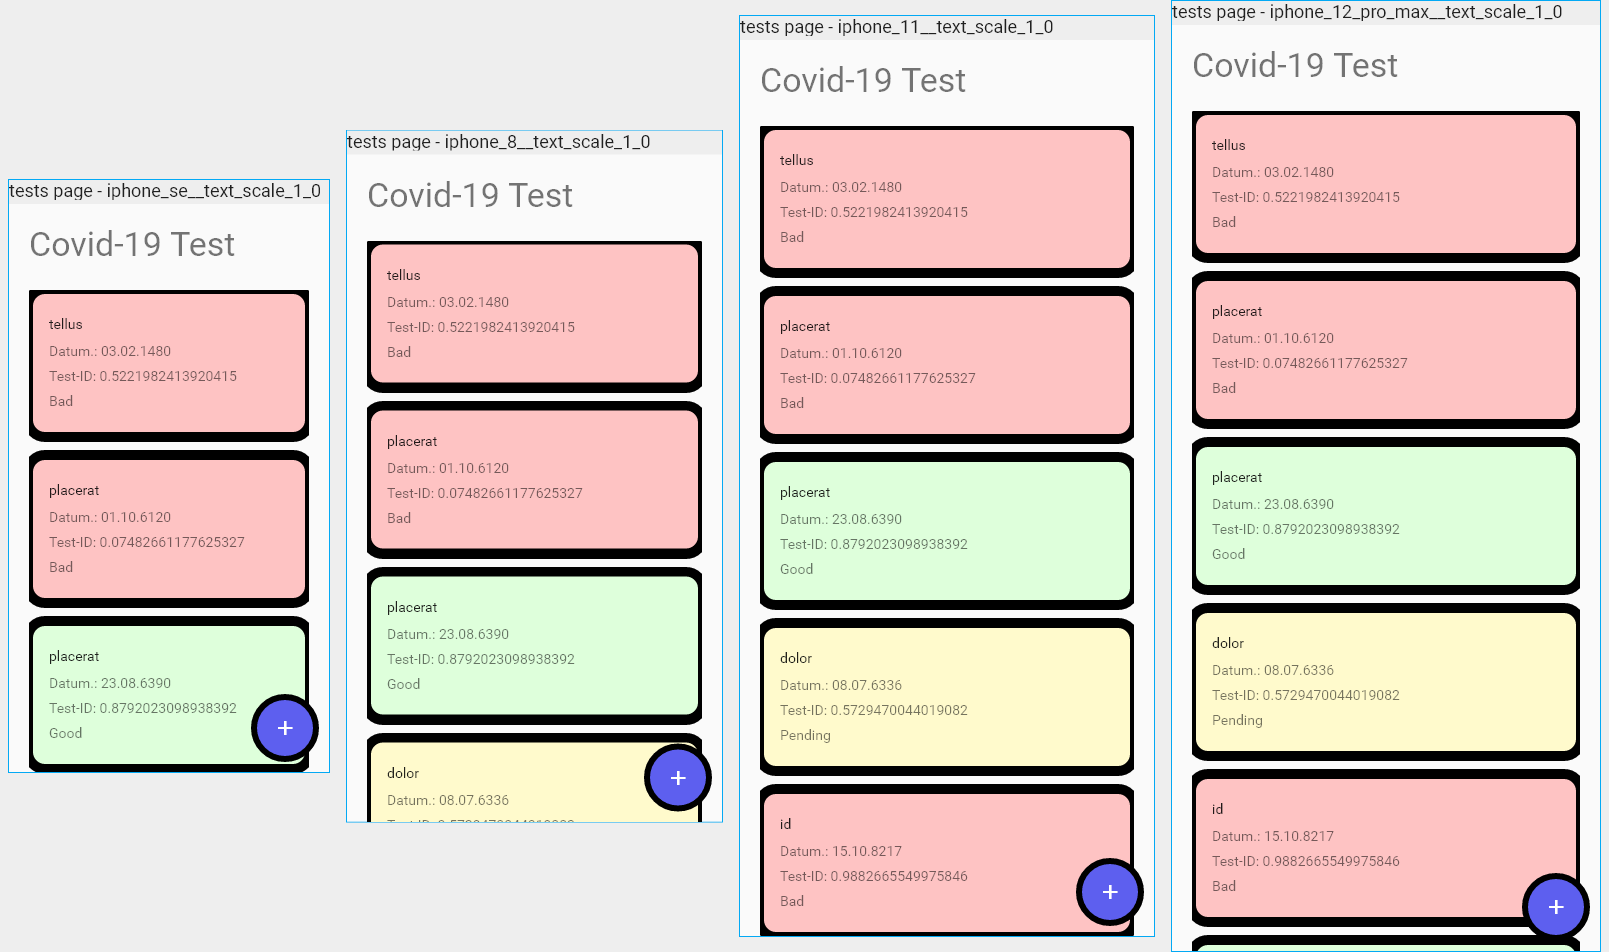 tests page - iphone_se__text_scale_1_0
Covid-19 Test
tellus
Datum.: 03.02.1480
Test-ID: 0.5221982413920415
Bad
placerat
Datum.: 01.10.6120
Test-ID: 0.07482661177625327
Bad
placerat
Datum.: 23.08.6390
Test-ID: 0.8792023098938392
Good
+
tests page - iphone_8__text_scale_1_0
Covid-19 Test
tellus
Datum.: 03.02.1480
Test-ID: 0.5221982413920415
Bad
placerat
Datum.: 01.10.6120
Test-ID: 0.07482661177625327
Bad
placerat
Datum.: 23.08.6390
Test-ID: 0.8792023098938392
Good
dolor
Datum.: 08.07.6336
+
tests page - iphone_11__text_scale_1_0
Covid-19 Test
tellus
Datum.: 03.02.1480
Test-ID: 0.5221982413920415
Bad
placerat
Datum.: 01.10.6120
Test-ID: 0.07482661177625327
Bad
placerat
Datum.: 23.08.6390
Test-ID: 0.8792023098938392
Good
dolor
Datum.: 08.07.6336
Test-ID: 0.5729470044019082
Pending
id
Datum.: 15.10.8217
Test-ID: 0.9882665549975846
Bad
+
tests page - iphone_12_pro_max__text_scale_1_0
Covid-19 Test
tellus
Datum.: 03.02.1480
Test-ID: 0.5221982413920415
Bad
placerat
Datum.: 01.10.6120
Test-ID: 0.07482661177625327
Bad
placerat
Datum.: 23.08.6390
Test-ID: 0.8792023098938392
Good
dolor
Datum.: 08.07.6336
Test-ID: 0.5729470044019082
Pending
id
Datum.: 15.10.8217
Test-ID: 0.9882665549975846
Bad
+